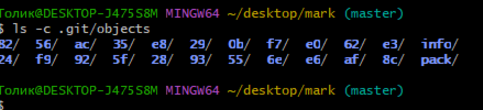 Толик@DESKTOP-J475S8M MINGW64 ~/desktop/mark (master)
$ ls -c .git/objects
82/  56/  ac/  35/  e8/  29/  0b/  f7/  e0/  62/  e3/  info/
24/  f9/  92/  5f/  28/  93/  55/  6e/  e6/  af/  8c/  pack/
Толик@DESKTOP-J475S8M MINGW64 ~/desktop/mark (master)
$